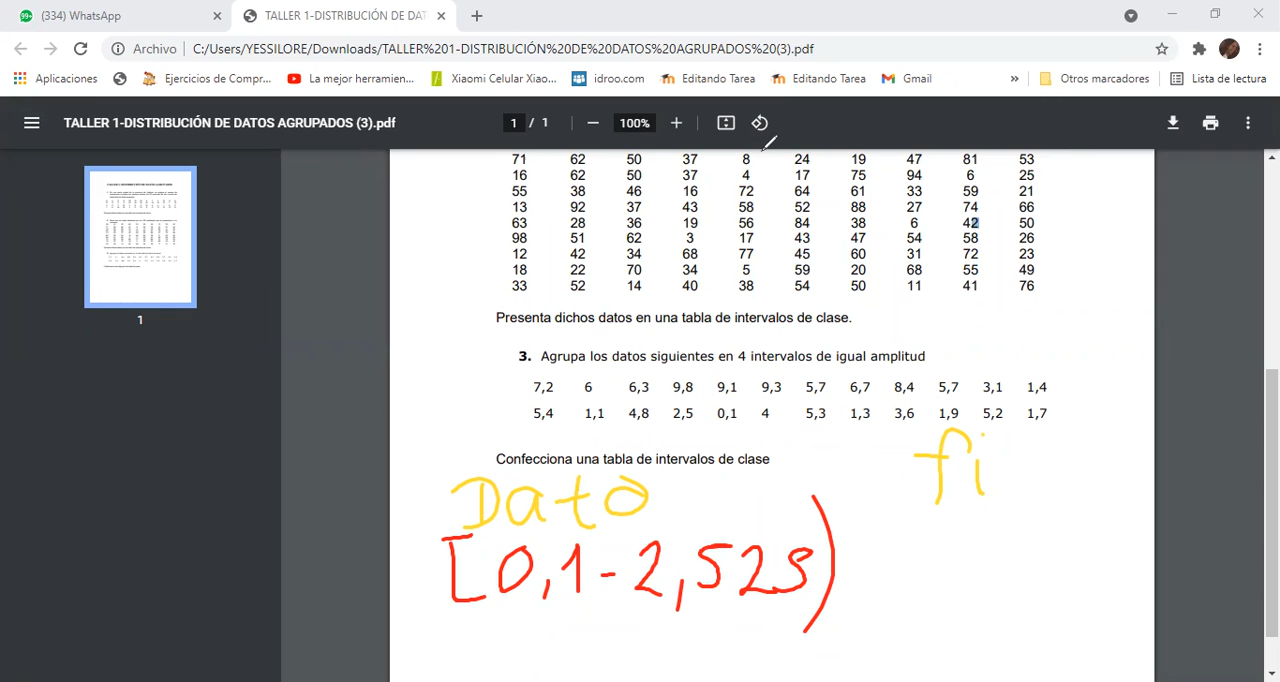 (334) WhatsApp
TALLER 1-DISTRIBUCIÓN DE DAT
Archivo C:/Users/YESSILORE/Downloads/TALLER%201-DISTRIBUCIÓN%20DE%20DATOS%20AGRUPADOS%20(3).pdf
Aplicaciones Ejercicios de Compr... La mejor herramien... Xiaomi Celular Xiao... idroo.com Editando Tarea Editando Tarea Gmail » Otros marcadores Lista de lectura
TALLER 1-DISTRIBUCIÓN DE DATOS AGRUPADOS (3).pdf 1 / 1 100%
71 62 50 37 8 24 19 47 81 53
16 62 50 37 4 17 75 94 6 25
55 38 46 16 72 64 61 33 59 21
13 92 37 43 58 52 88 27 74 66
63 28 36 19 56 84 38 6 42 50
98 51 62 3 17 43 47 54 58 26
12 42 34 68 77 45 60 31 72 23
18 22 70 34 5 59 20 68 55 49
33 52 14 40 38 54 50 11 41 76
1
Presenta dichos datos en una tabla de intervalos de clase.
3. Agrupa los datos siguientes en 4 intervalos de igual amplitud
7,2 6 6,3 9,8 9,1 9,3 5,7 6,7 8,4 5,7 3,1 1,4
5,4 1,1 4,8 2,5 0,1 4 5,3 1,3 3,6 1,9 5,2 1,7
Confecciona una tabla de intervalos de clase
Dato fi
[0,1-2,525)